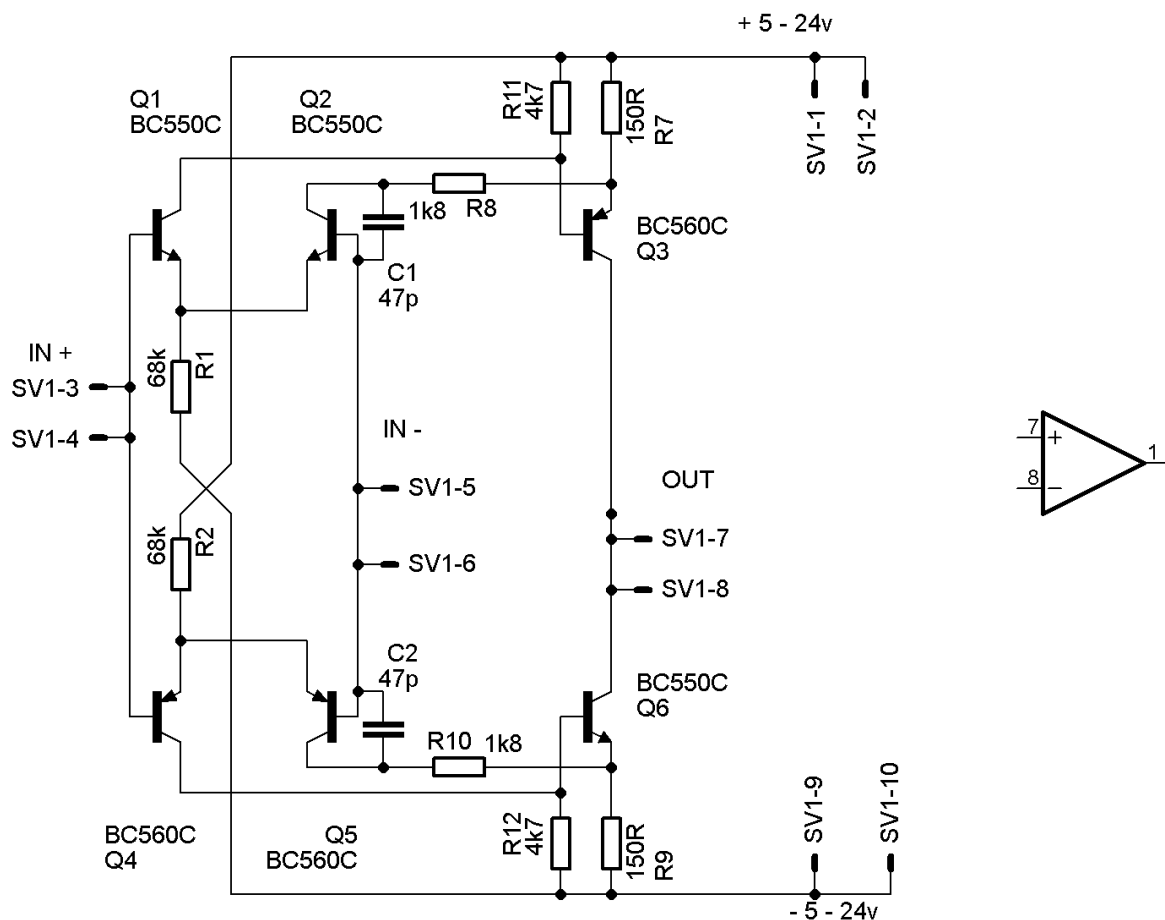 + 5 - 24v
Q1
BC550C
Q2
BC550C
R11
4k7
150R
R7
SV1-1
SV1-2
1k8
R8
BC560C
Q3
C1
47p
IN +
SV1-3
SV1-4
68k
R1
IN -
SV1-5
SV1-6
OUT
SV1-7
SV1-8
7
+
8
-
1
68k
R2
C2
47p
BC550C
Q6
R10
1k8
BC560C
Q4
Q5
BC560C
R12
4k7
150R
R9
SV1-9
SV1-10
- 5 - 24v